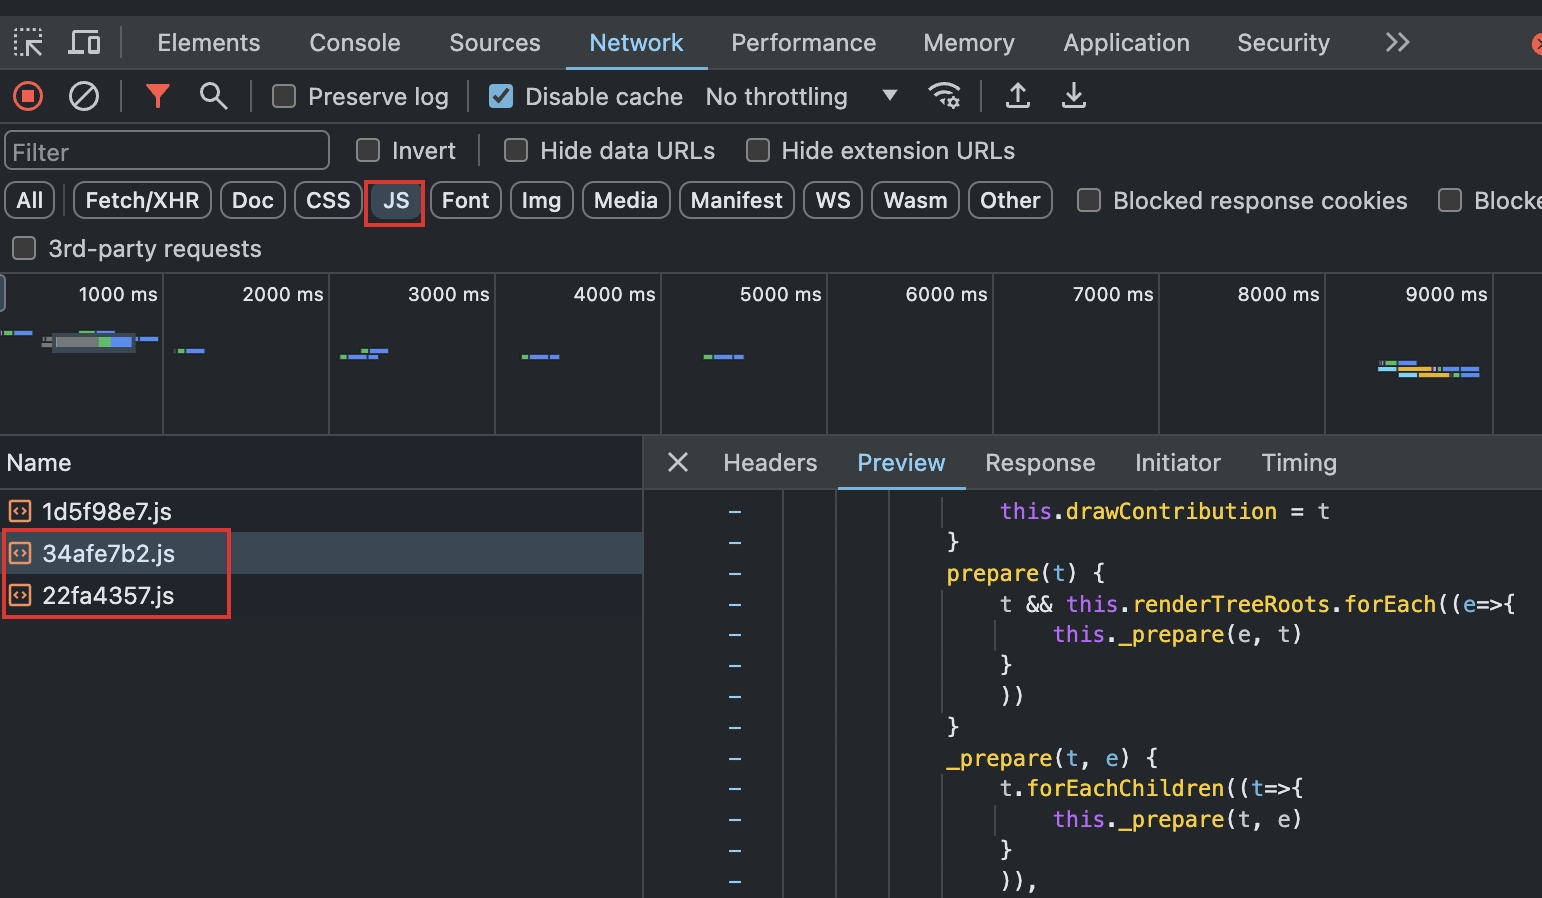 Elements Console Sources Network Performance Memory Application Security
Preserve log Disable cache No throttling
Filter Invert Hide data URLs Hide extension URLs
All Fetch/XHR Doc CSS JS Font Img Media Manifest WS Wasm Other Blocked response cookies Blocke
3rd-party requests
1000 ms 2000 ms 3000 ms 4000 ms 5000 ms 6000 ms 7000 ms 8000 ms 9000 ms
Name
1d5f98e7.js
34afe7b2.js
22fa4357.js
Headers Preview Response Initiator Timing
this.drawContribution = t
}
prepare(t) {
t && this.renderTreeRoots.forEach((e=>{
this._prepare(e, t)
}
))
}
_prepare(t, e) {
t.forEachChildren((t=>{
this._prepare(t, e)
}
)),